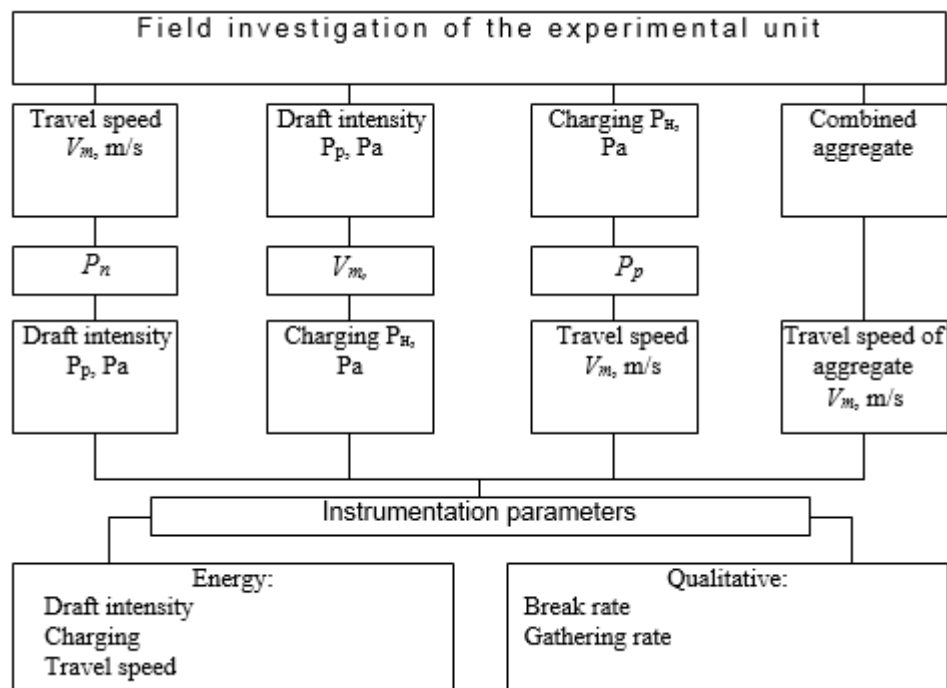 Field investigation of the experimental unit
Travel speed
Vm, m/s
Draft intensity
Pp, Pa
Charging Pн,
Pa
Combined
aggregate
Pn
Vm,
Pp
Draft intensity
Pp, Pa
Charging Pн,
Pa
Travel speed
Vm, m/s
Travel speed of
aggregate
Vm, m/s
Instrumentation parameters
Energy:
Draft intensity
Charging
Travel speed
Qualitative:
Break rate
Gathering rate